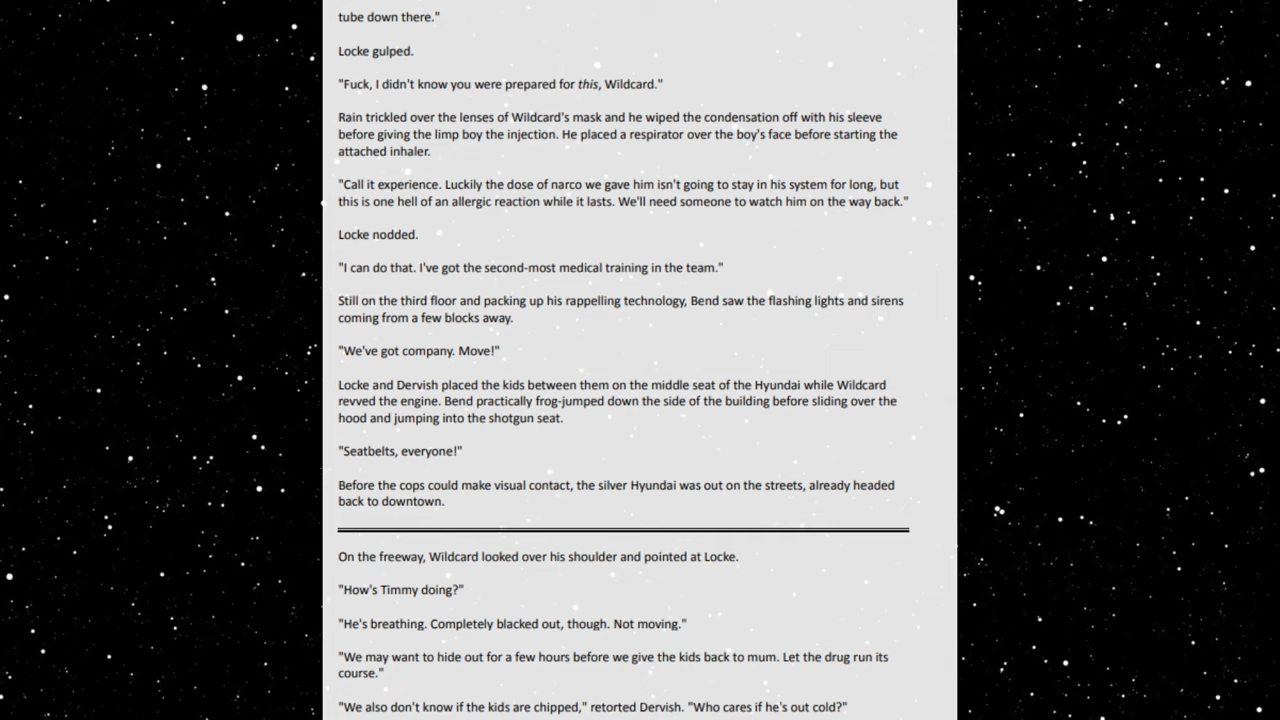 tube down there."
Locke gulped.
"Fuck, I didn't know you were prepared for this, Wildcard."
Rain trickled over the lenses of Wildcard's mask and he wiped the condensation off with his sleeve
before giving the limp boy the injection. He placed a respirator over the boy's face before starting the
attached inhaler.
"Call it experience. Luckily the dose of narco we gave him isn't going to stay in his system for long, but
this is one hell of an allergic reaction while it lasts. We'll need someone to watch him on the way back."
Locke nodded.
"I can do that. I've got the second-most medical training in the team."
Still on the third floor and packing up his rappelling technology, Bend saw the flashing lights and sirens
coming from a few blocks away.
"We've got company. Move!"
Locke and Dervish placed the kids between them on the middle seat of the Hyundai while Wildcard
revved the engine. Bend practically frog-jumped down the side of the building before sliding over the
hood and jumping into the shotgun seat.
"Seatbelts, everyone!"
Before the cops could make visual contact, the silver Hyundai was out on the streets, already headed
back to downtown.
On the freeway, Wildcard looked over his shoulder and pointed at Locke.
"How's Timmy doing?"
"He's breathing. Completely blacked out, though. Not moving."
"We may want to hide out for a few hours before we give the kids back to mum. Let the drug run its
course."
"We also don't know if the kids are chipped," retorted Dervish. "Who cares if he's out cold?"